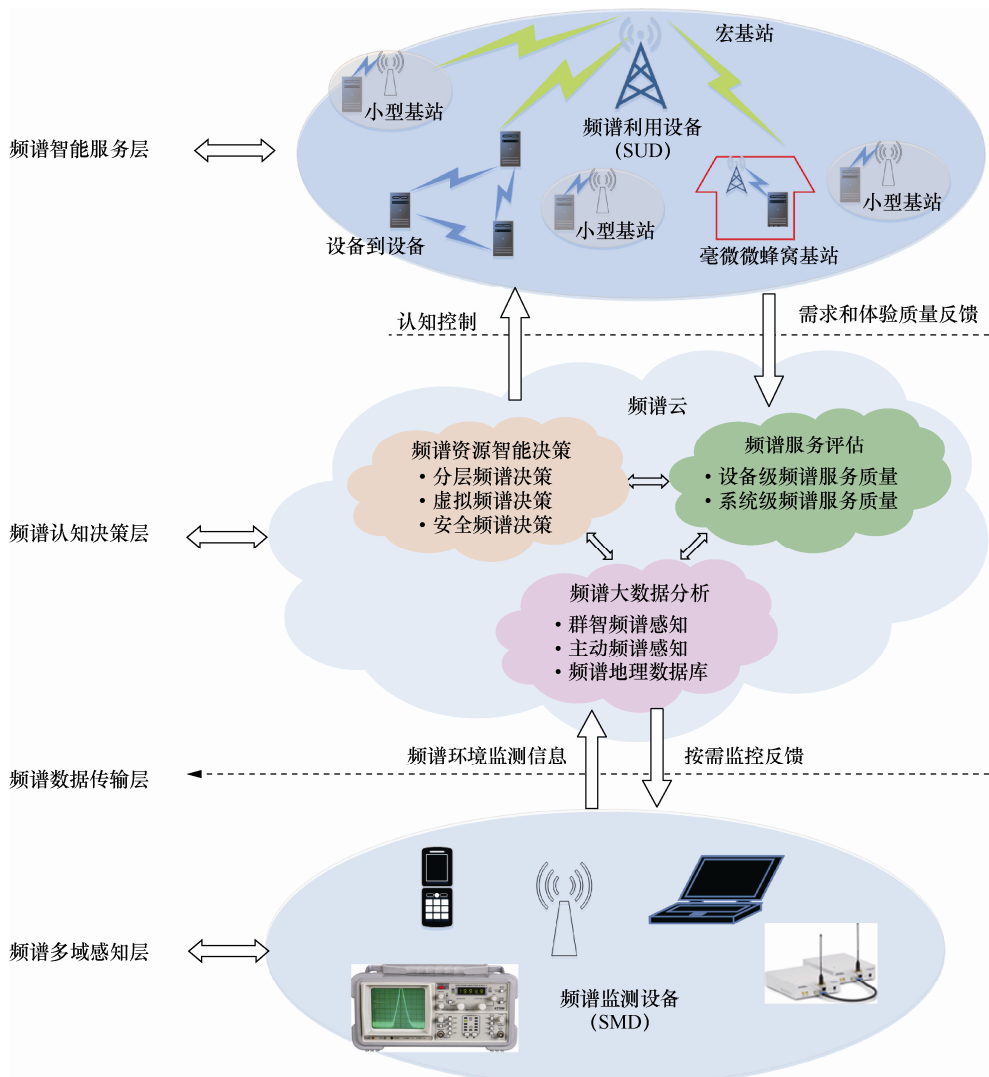 宏基站
小型基站
频谱利用设备
(SUD)
频谱智能服务层
小型基站
小型基站
设备到设备
毫微微蜂窝基站
认知控制
需求和体验质量反馈
频谱云
频谱资源智能决策
• 分层频谱决策
• 虚拟频谱决策
• 安全频谱决策
频谱服务评估
• 设备级频谱服务质量
• 系统级频谱服务质量
频谱认知决策层
频谱大数据分析
• 群智频谱感知
• 主动频谱感知
• 频谱地理数据库
频谱环境监测信息
按需监控反馈
频谱数据传输层
频谱多域感知层
频谱监测设备
(SMD)